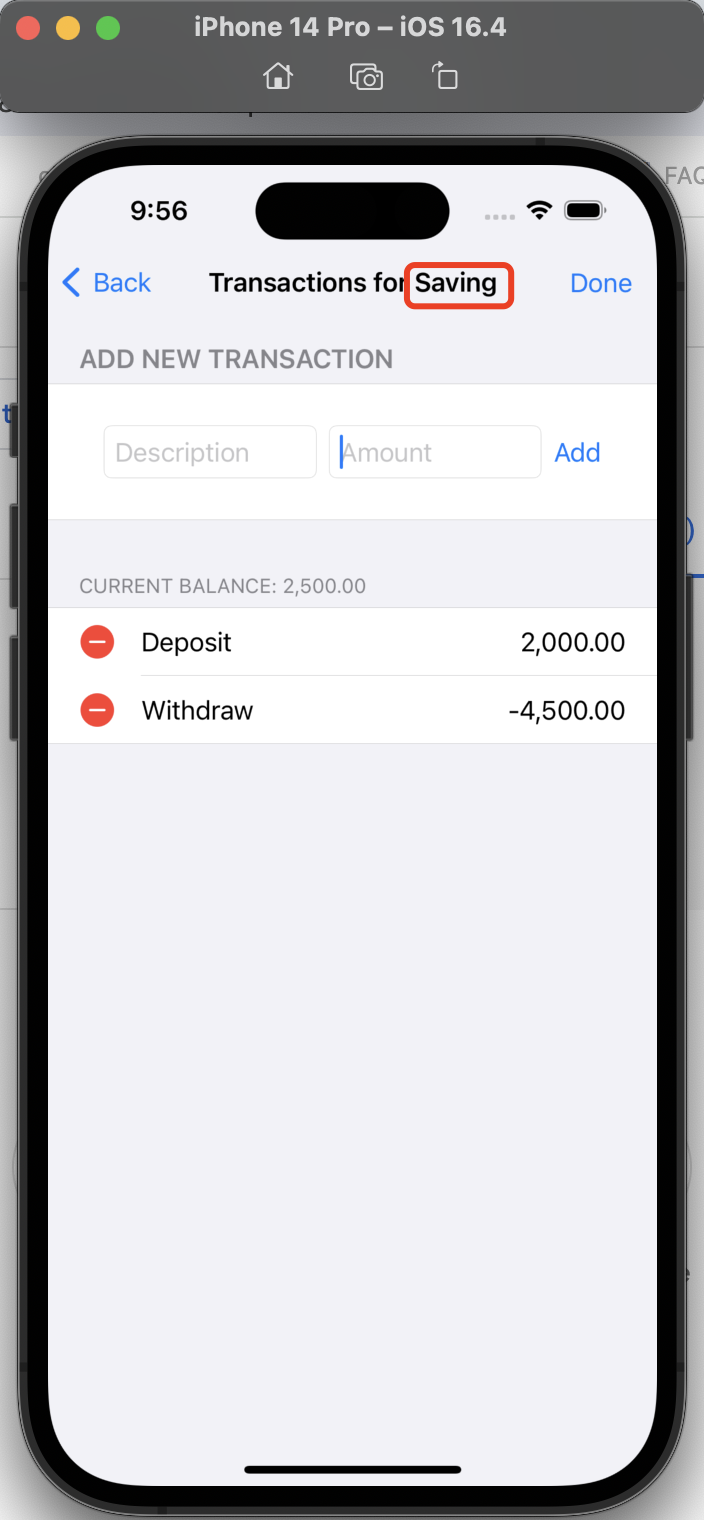 iPhone 14 Pro – iOS 16.4
FAQ
9:56
Back Transactions for Saving Done
ADD NEW TRANSACTION
Description Amount Add
CURRENT BALANCE: 2,500.00
Deposit 2,000.00
Withdraw -4,500.00